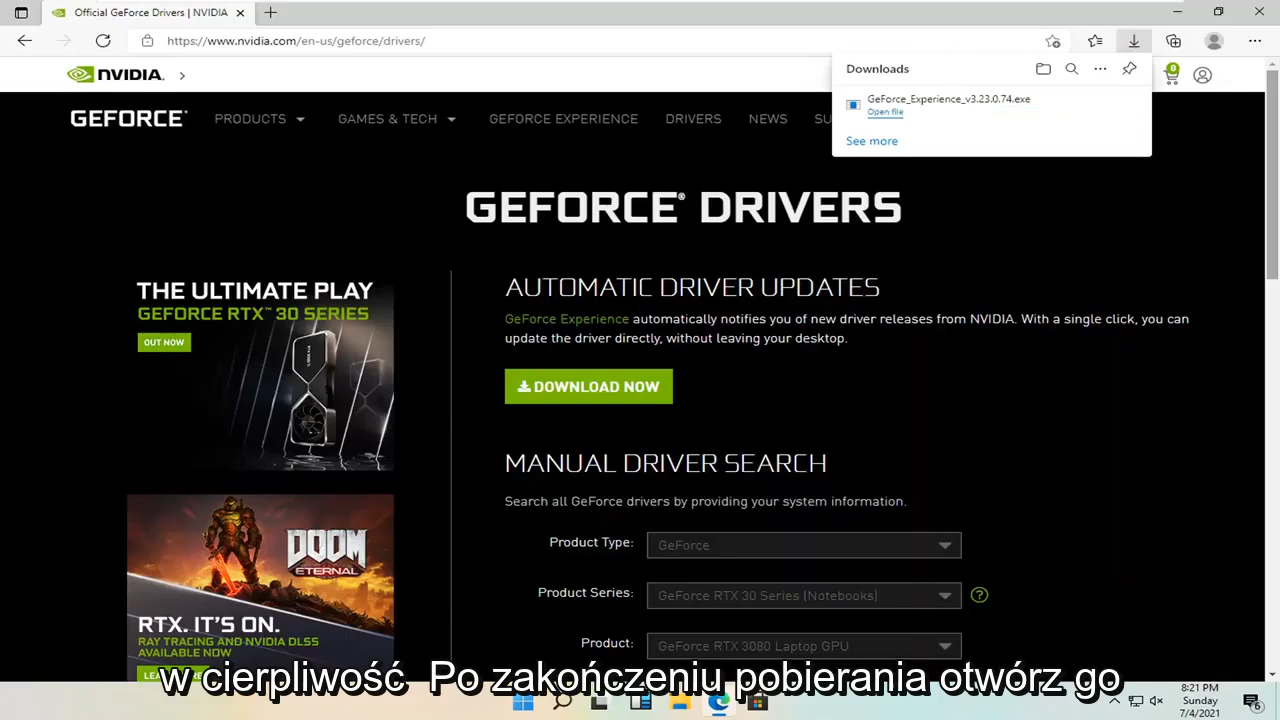 Official GeForce Drivers | NVIDIA
https://www.nvidia.com/en-us/geforce/drivers/
NVIDIA.
Downloads
GeForce_Experience_v3.23.0.74.exe
Open file
See more
0
GEFORCE®
PRODUCTS
GAMES & TECH
GEFORCE EXPERIENCE
DRIVERS
NEWS
SU
GEFORCE® DRIVERS
THE ULTIMATE PLAY
GEFORCE RTX™ 30 SERIES
OUT NOW
AUTOMATIC DRIVER UPDATES
GeForce Experience automatically notifies you of new driver releases from NVIDIA. With a single click, you can
update the driver directly, without leaving your desktop.
DOWNLOAD NOW
MANUAL DRIVER SEARCH
Search all GeForce drivers by providing your system information.
Product Type:
GeForce
Product Series:
GeForce RTX 30 Series (Notebooks)
?
Product:
GeForce RTX 3080 Laptop GPU
DOOM
ETERNAL
RTX. IT'S ON.
RAY TRACING AND NVIDIA DLSS
AVAILABLE NOW
w cierpliwość Po zakończeniu pobierania otwórz go
8:21 PM
Sunday
7/4/2021
6